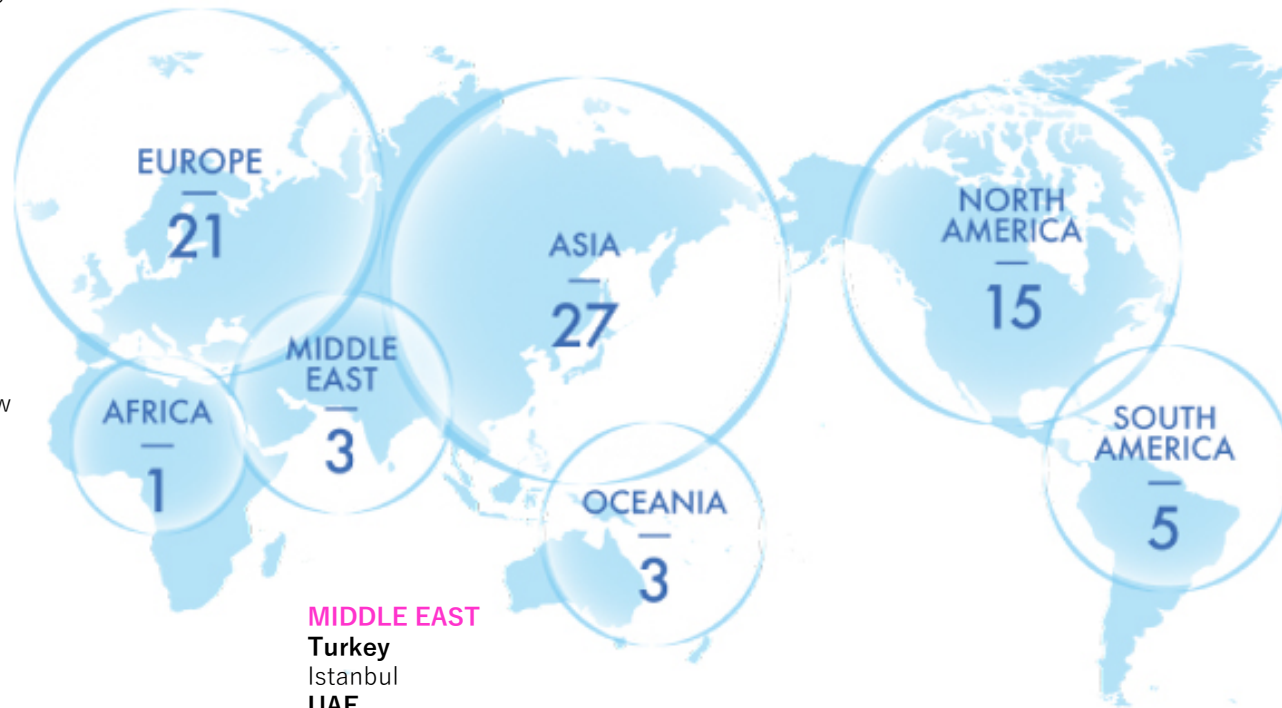 EUROPE
21
ASIA
27
NORTH
AMERICA
15
MIDDLE
EAST
3
AFRICA
1
SOUTH
AMERICA
5
OCEANIA
3
MIDDLE EAST
Turkey
Istanbul
UAE